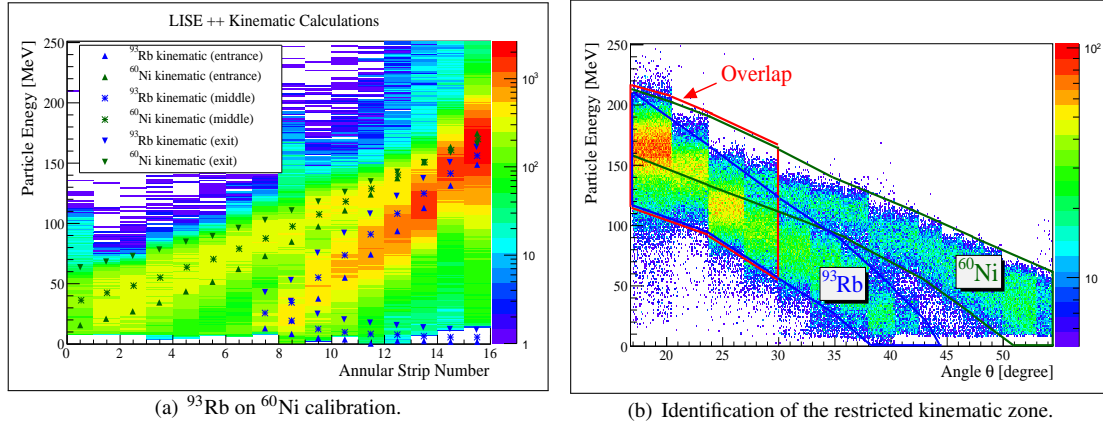 LISE ++ Kinematic Calculations
Particle Energy [MeV]
250
200
150
100
50
0
93Rb kinematic (entrance)
60Ni kinematic (entrance)
93Rb kinematic (middle)
60Ni kinematic (middle)
93Rb kinematic (exit)
60Ni kinematic (exit)
10³
10²
10
1
0 2 4 6 8 10 12 14 16
Annular Strip Number
(a) ⁹³Rb on ⁶⁰Ni calibration.
Particle Energy [MeV]
250
200
150
100
50
0
Overlap
⁹³Rb
⁶⁰Ni
10²
10
20 25 30 35 40 45 50
Angle θ [degree]
(b) Identification of the restricted kinematic zone.